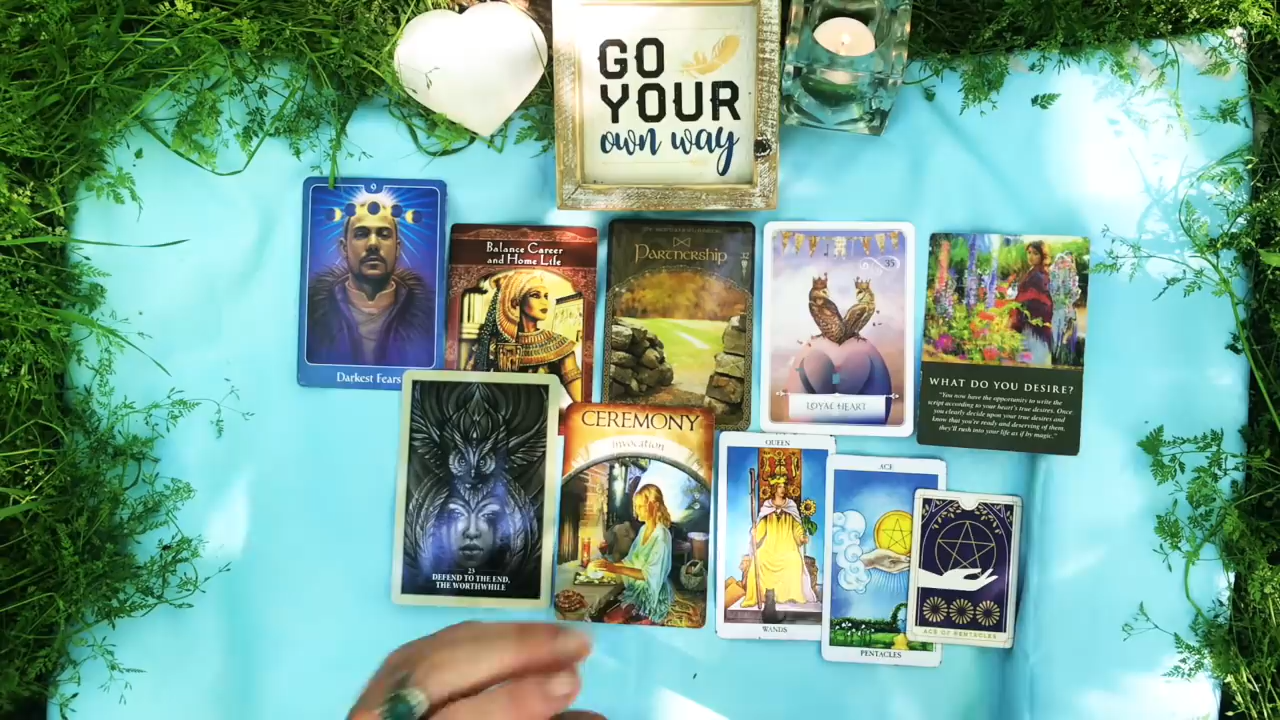 GO
YOUR
own way
9
Darkest Fears
Balance Career
and Home Life
PARTNERSHIP
32
35
LOYAL HEART
WHAT DO YOU DESIRE?
"You now have the opportunity to write the
script according to your heart's true desires. Once
you clearly decide upon your true desires and
know that you're ready and deserving of them,
they'll rush into your life as if by magic."
23
DEFEND TO THE END,
THE WORTHWHILE
CEREMONY
Invocation
QUEEN
WANDS
ACE
PENTACLES
ACE OF PENTACLES